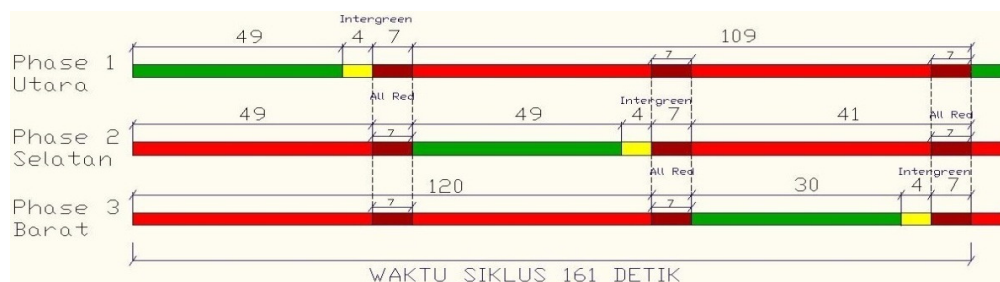 Intergreen
49 4 7 109
7 7
Phase 1
Utara
All Red Intergreen All Red
49 49 4 7 41
7 7
Phase 2
Selatan
All Red Intergreen
120 30 4 7
7 7
Phase 3
Barat
WAKTU SIKLUS 161 DETIK